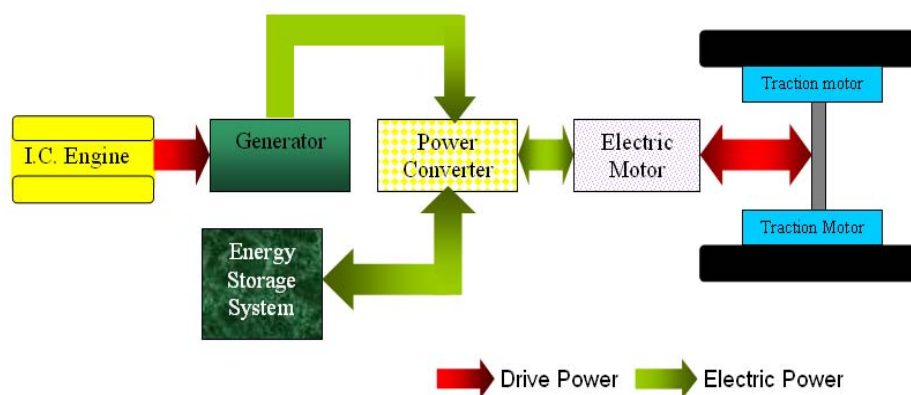 Traction motor
I.C. Engine
Generator
Power
Converter
Electric
Motor
Traction Motor
Energy
Storage
System
Drive Power
Electric Power